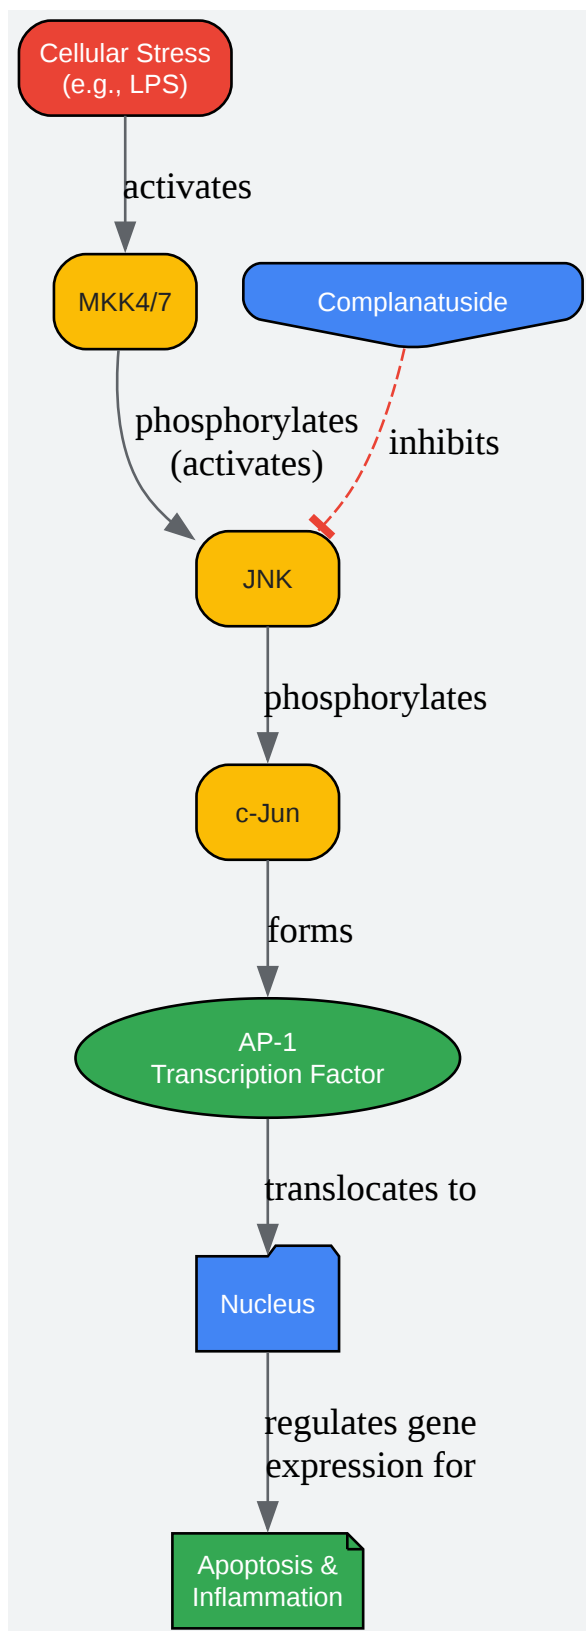 Cellular Stress
(e.g., LPS)
activates
MKK4/7
Complanatuside
phosphorylates
(activates)
inhibits
JNK
phosphorylates
c-Jun
forms
AP-1
Transcription Factor
translocates to
Nucleus
regulates gene
expression for
Apoptosis &
Inflammation